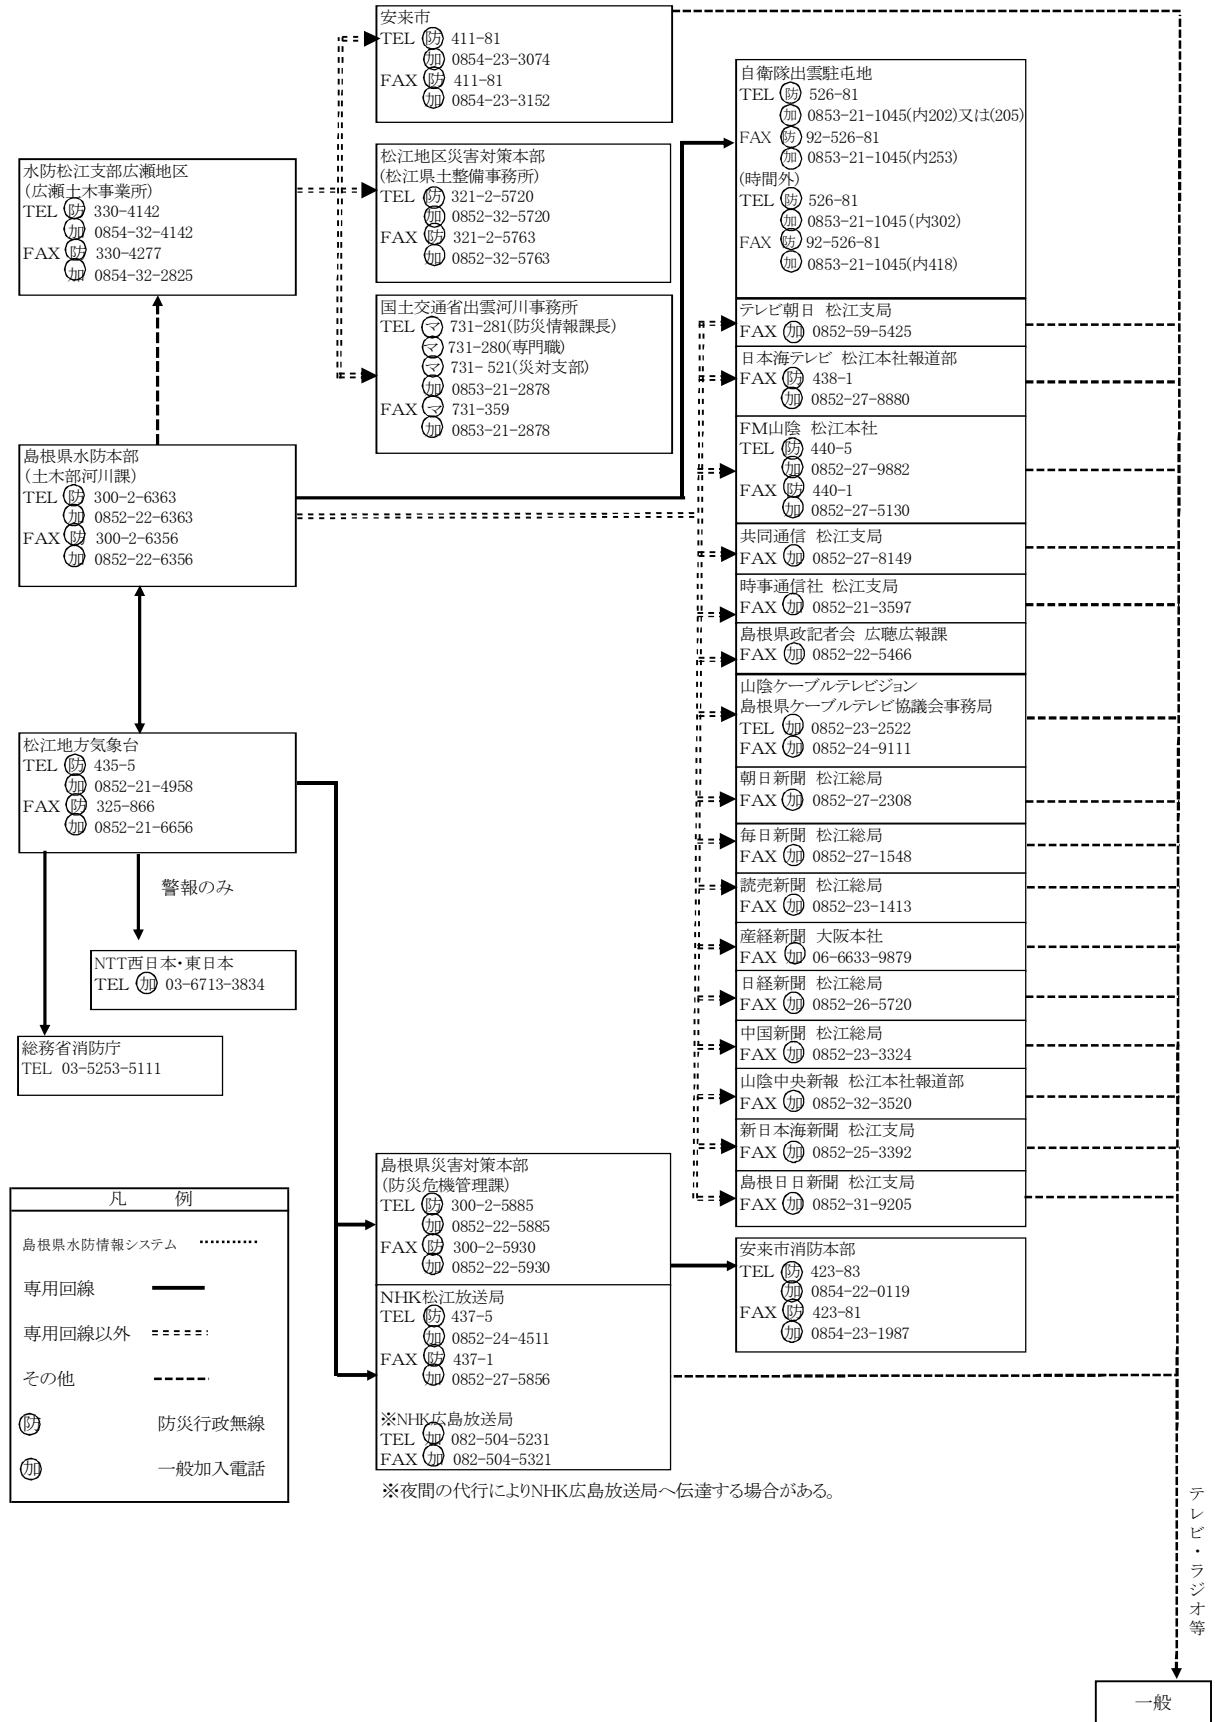 安来市
TEL 防 411-81
加 0854-23-3074
FAX 防 411-81
加 0854-23-3152
水防松江支部広瀬地区
(広瀬土木事業所)
TEL 防 330-4142
加 0854-32-4142
FAX 防 330-4277
加 0854-32-2825
松江地区災害対策本部
(松江県土整備事務所)
TEL 防 321-2-5720
加 0852-32-5720
FAX 防 321-2-5763
加 0852-32-5763
国土交通省出雲河川事務所
TEL マ 731-281(防災情報課長)
マ 731-280(専門職)
マ 731- 521(災対支部)
加 0853-21-2878
FAX マ 731-359
加 0853-21-2878
島根県水防本部
(土木部河川課)
TEL 防 300-2-6363
加 0852-22-6363
FAX 防 300-2-6356
加 0852-22-6356
松江地方気象台
TEL 防 435-5
加 0852-21-4958
FAX 防 325-866
加 0852-21-6656
警報のみ
NTT西日本・東日本
TEL 加 03-6713-3834
総務省消防庁
TEL 03-5253-5111
自衛隊出雲駐屯地
TEL 防 526-81
加 0853-21-1045(内202)又は(205)
FAX 防 92-526-81
加 0853-21-1045(内253)
(時間外)
TEL 防 526-81
加 0853-21-1045(内302)
FAX 防 92-526-81
加 0853-21-1045(内418)
テレビ朝日 松江支局
FAX 加 0852-59-5425
日本海テレビ 松江本社報道部
FAX 防 438-1
加 0852-27-8880
FM山陰 松江本社
TEL 防 440-5
加 0852-27-9882
FAX 防 440-1
加 0852-27-5130
共同通信 松江支局
FAX 加 0852-27-8149
時事通信社 松江支局
FAX 加 0852-21-3597
島根県政記者会 広聴広報課
FAX 加 0852-22-5466
山陰ケーブルテレビジョン
島根県ケーブルテレビ協議会事務局
TEL 加 0852-23-2522
FAX 加 0852-24-9111
朝日新聞 松江総局
FAX 加 0852-27-2308
毎日新聞 松江総局
FAX 加 0852-27-1548
読売新聞 松江総局
FAX 加 0852-23-1413
産経新聞 大阪本社
FAX 加 06-6633-9879
日経新聞 松江総局
FAX 加 0852-26-5720
中国新聞 松江総局
FAX 加 0852-23-3324
山陰中央新報 松江本社報道部
FAX 加 0852-32-3520
新日本海新聞 松江支局
FAX 加 0852-25-3392
島根日日新聞 松江支局
FAX 加 0852-31-9205
島根県災害対策本部
(防災危機管理課)
TEL 防 300-2-5885
加 0852-22-5885
FAX 防 300-2-5930
加 0852-22-5930
安来市消防本部
TEL 防 423-83
加 0854-22-0119
FAX 防 423-81
加 0854-23-1987
NHK松江放送局
TEL 防 437-5
加 0852-24-4511
FAX 防 437-1
加 0852-27-5856
※NHK広島放送局
TEL 加 082-504-5231
FAX 加 082-504-5321
※夜間の代行によりNHK広島放送局へ伝達する場合がある。
凡 例
島根県水防情報システム
専用回線
専用回線以外
その他
防 防災行政無線
加 一般加入電話
テレビ・ラジオ等
一般